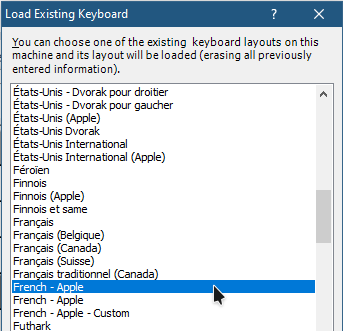 Load Existing Keyboard
?
You can choose one of the existing keyboard layouts on this
machine and its layout will be loaded (erasing all previously
entered information).
États-Unis - Dvorak pour droitier
États-Unis - Dvorak pour gaucher
États-Unis (Apple)
États-Unis Dvorak
États-Unis International
États-Unis International (Apple)
Féroïen
Finnois
Finnois (Apple)
Finnois et same
Français
Français (Belgique)
Français (Canada)
Français (Suisse)
Français traditionnel (Canada)
French - Apple
French - Apple
French - Apple - Custom
Futhark